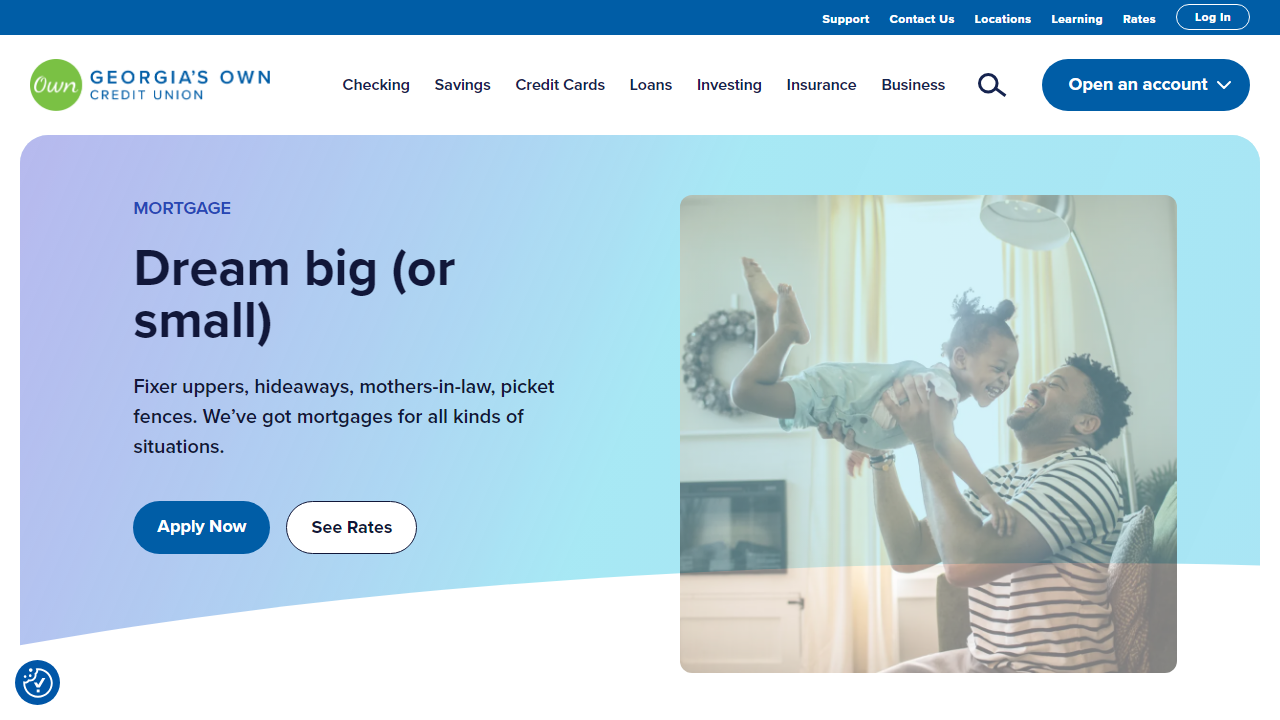 Support Contact Us Locations Learning Rates Log In
Own GEORGIA'S OWN
CREDIT UNION
Checking Savings Credit Cards Loans Investing Insurance Business Open an account
MORTGAGE
Dream big (or
small)
Fixer uppers, hideaways, mothers-in-law, picket
fences. We’ve got mortgages for all kinds of
situations.
Apply Now See Rates